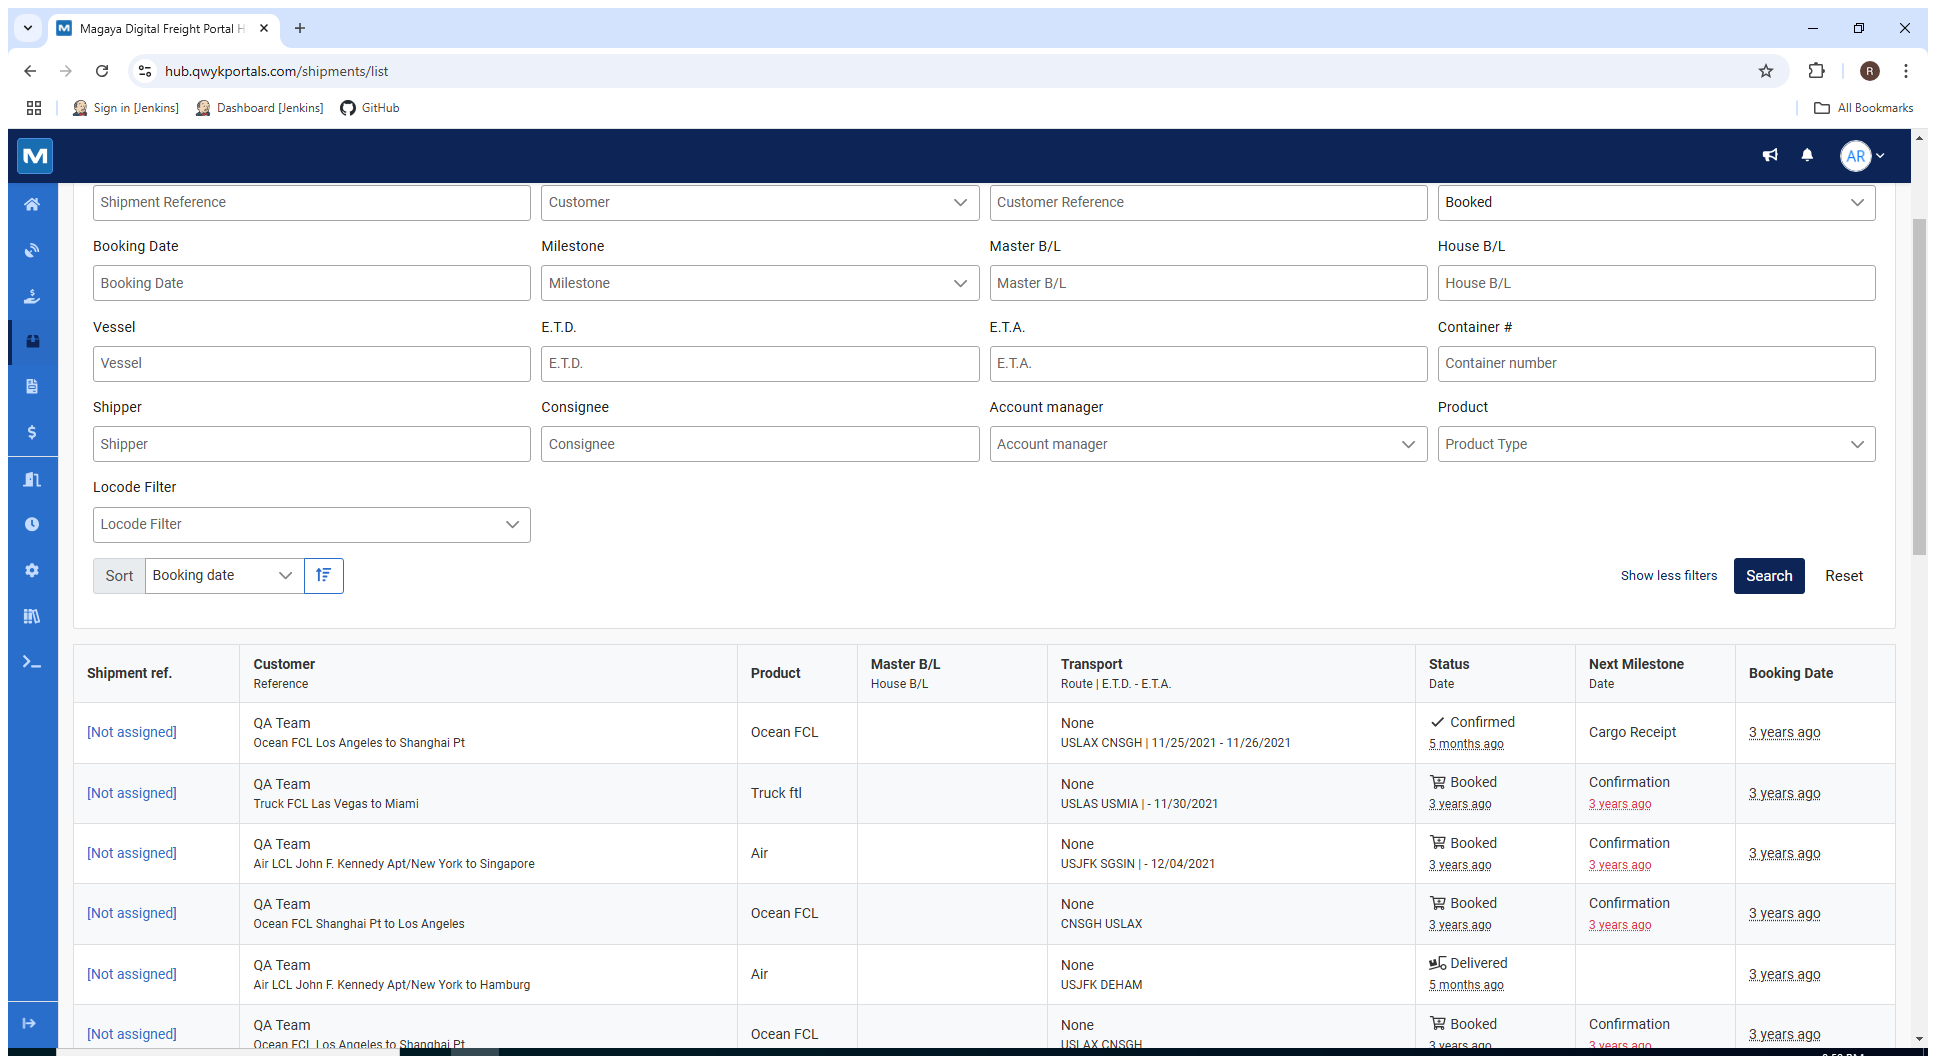 Magaya Digital Freight Portal H
hub.qwykportals.com/shipments/list
R
Sign in [Jenkins]
Dashboard [Jenkins]
GitHub
All Bookmarks
M
AR
Shipment Reference
Customer
Customer Reference
Booked
Booking Date
Milestone
Master B/L
House B/L
Booking Date
Milestone
Master B/L
House B/L
Vessel
E.T.D.
E.T.A.
Container #
Vessel
E.T.D.
E.T.A.
Container number
Shipper
Consignee
Account manager
Product
Shipper
Consignee
Account manager
Product Type
Locode Filter
Locode Filter
Sort
Booking date
Show less filters
Search
Reset
Shipment ref.
Customer
Reference
Product
Master B/L
House B/L
Transport
Route | E.T.D. - E.T.A.
Status
Date
Next Milestone
Date
Booking Date
[Not assigned]
QA Team
Ocean FCL Los Angeles to Shanghai Pt
Ocean FCL
None
USLAX CNSGH | 11/25/2021 - 11/26/2021
Confirmed
5 months ago
Cargo Receipt
3 years ago
[Not assigned]
QA Team
Truck FCL Las Vegas to Miami
Truck ftl
None
USLAS USMIA | - 11/30/2021
Booked
3 years ago
Confirmation
3 years ago
3 years ago
[Not assigned]
QA Team
Air LCL John F. Kennedy Apt/New York to Singapore
Air
None
USJFK SGSIN | - 12/04/2021
Booked
3 years ago
Confirmation
3 years ago
3 years ago
[Not assigned]
QA Team
Ocean FCL Shanghai Pt to Los Angeles
Ocean FCL
None
CNSGH USLAX
Booked
3 years ago
Confirmation
3 years ago
3 years ago
[Not assigned]
QA Team
Air LCL John F. Kennedy Apt/New York to Hamburg
Air
None
USJFK DEHAM
Delivered
5 months ago
3 years ago
[Not assigned]
QA Team
Ocean FCL Los Angeles to Shanghai Pt
Ocean FCL
None
USLAX CNSGH
Booked
3 years ago
Confirmation
3 years ago
3 years ago